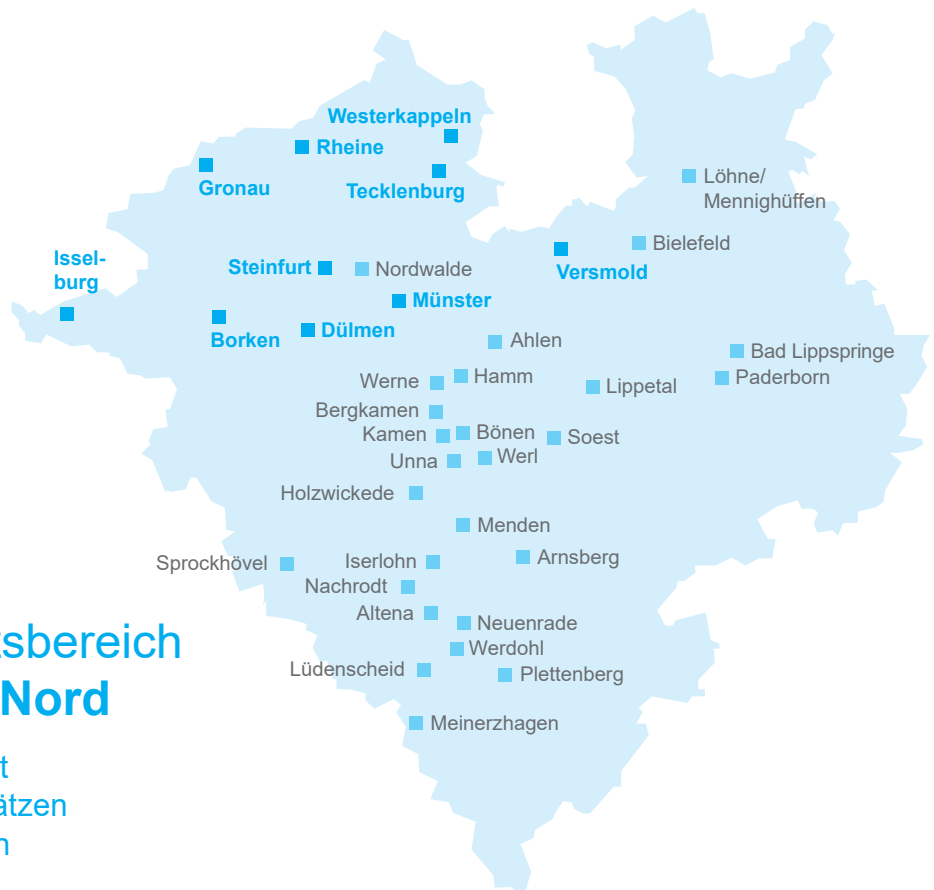 Westerkappeln
Rheine
Gronau
Tecklenburg
Löhne/
Mennighüffen
Bielefeld
Versmold
Issel-
burg
Steinfurt
Nordwalde
Münster
Borken
Dülmen
Ahlen
Bad Lippspringe
Paderborn
Werne
Hamm
Lippetal
Bergkamen
Kamen
Bönen
Soest
Unna
Werl
Holzwickede
Menden
Sprockhövel
Iserlohn
Arnsberg
Nachrodt
Altena
Neuenrade
Werdohl
Lüdenscheid
Plettenberg
Meinerzhagen
tsbereich
Nord
t
ätzen
n